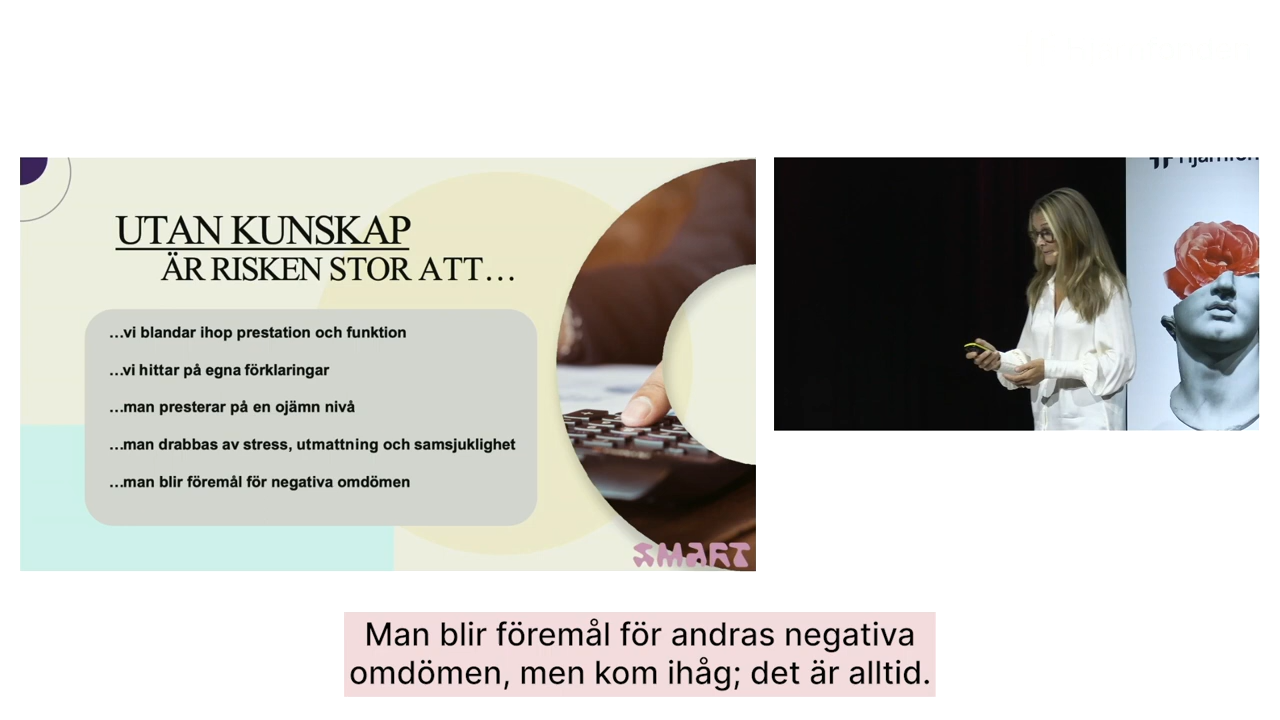 UTAN KUNSKAP
ÄR RISKEN STOR ATT…
…vi blandar ihop prestation och funktion
…vi hittar på egna förklaringar
…man presterar på en ojämn nivå
…man drabbas av stress, utmattning och samsjuklighet
…man blir föremål för negativa omdömen
SMART
Man blir föremål för andras negativa
omdömen, men kom ihåg; det är alltid.